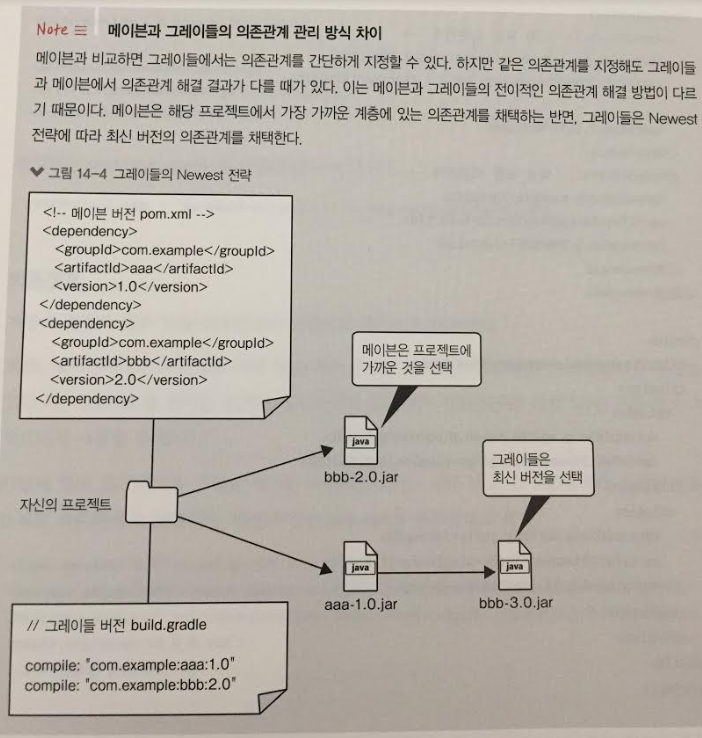 Note 메이븐과 그레이들의 의존관계 관리 방식 차이
메이븐과 비교하면 그레이들에서는 의존관계를 간단하게 지정할 수 있다. 하지만 같은 의존관계를 지정해도 그레이들
과 메이븐에서 의존관계 해결 결과가 다를 때가 있다. 이는 메이븐과 그레이들의 전이적인 의존관계 해결 방법이 다르
기 때문이다. 메이븐은 해당 프로젝트에서 가장 가까운 계층에 있는 의존관계를 채택하는 반면, 그레이들은 Newest
전략에 따라 최신 버전의 의존관계를 채택한다.
그림 14-4 그레이들의 Newest 전략
<!-- 메이븐 버전 pom.xml -->
<dependency>
<groupId>com.example</groupId>
<artifactId>aaa</artifactId>
<version>1.0</version>
</dependency>
<dependency>
<groupId>com.example</groupId>
<artifactId>bbb</artifactId>
<version>2.0</version>
</dependency>
메이븐은 프로젝트에
가까운 것을 선택
java
bbb-2.0.jar
그레이들은
최신 버전을 선택
자신의 프로젝트
java
aaa-1.0.jar
java
bbb-3.0.jar
// 그레이들 버전 build.gradle
compile: "com.example:aaa:1.0"
compile: "com.example:bbb:2.0"